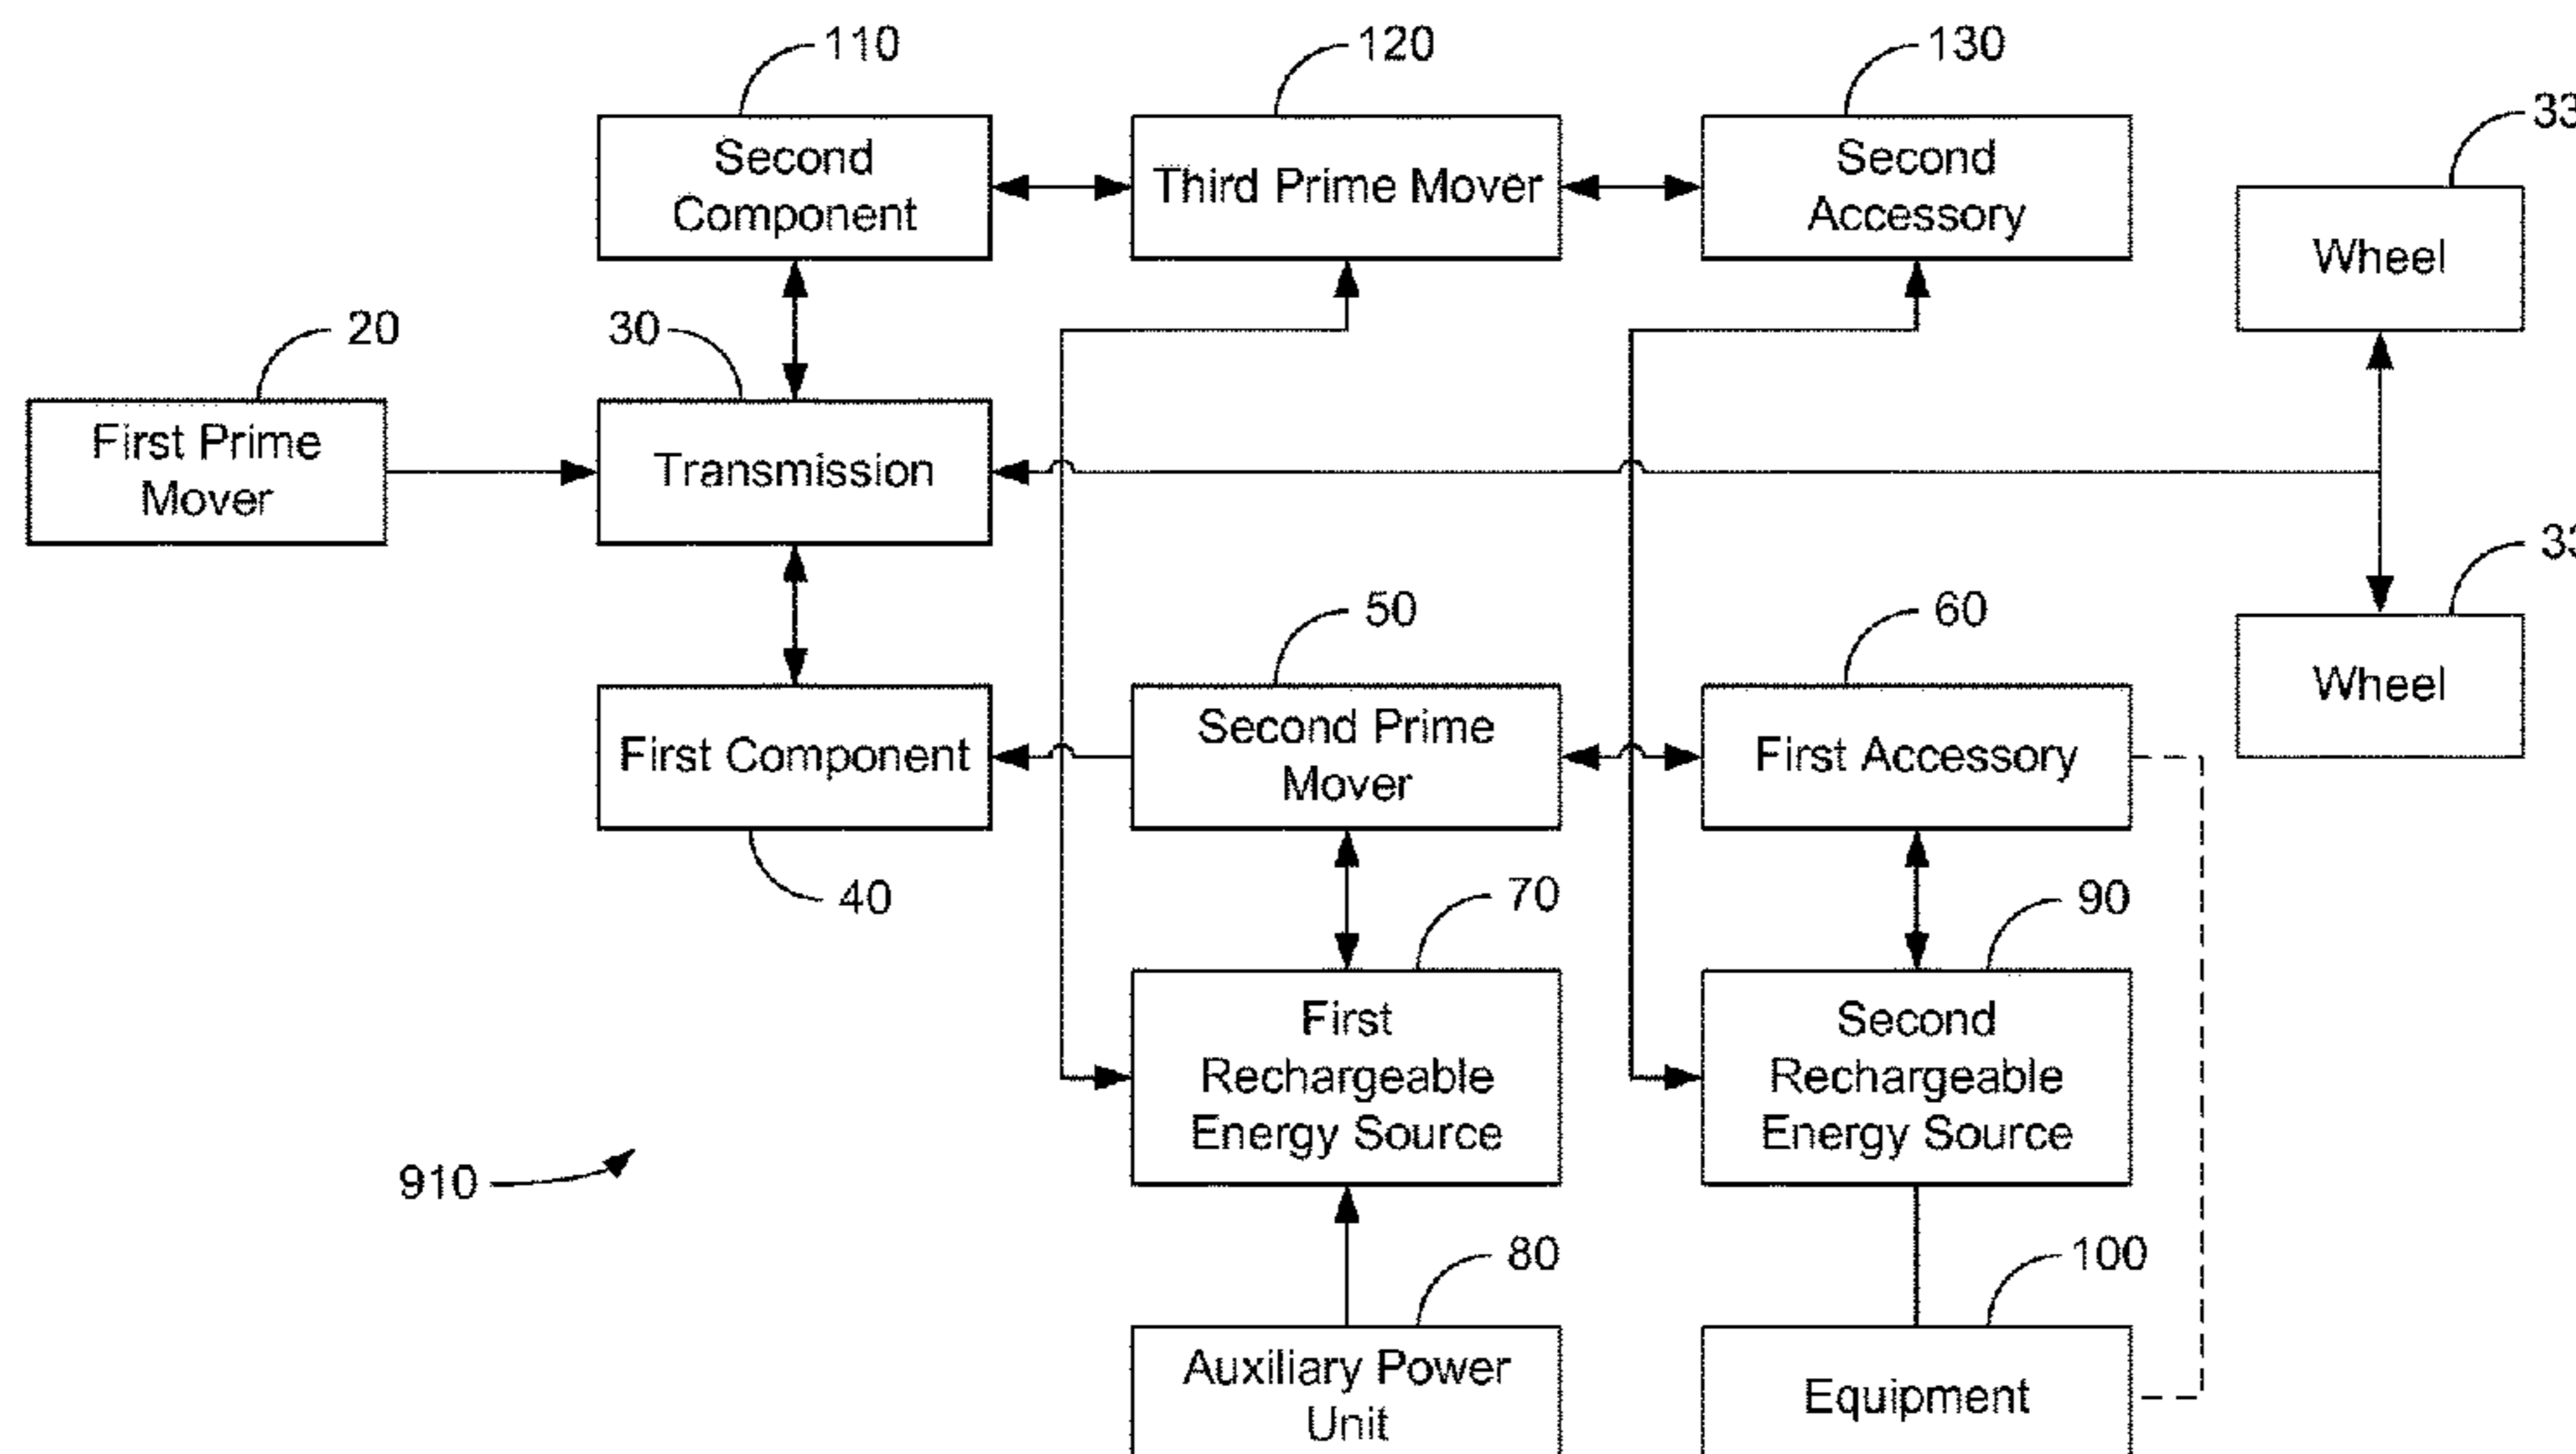 110
120
130
33
Second
Component
Third Prime Mover
Second
Accessory
Wheel
20
30
First Prime
Mover
Transmission
33
50
60
First Component
Second Prime
Mover
First Accessory
Wheel
40
70
90
First
Rechargeable
Energy Source
Second
Rechargeable
Energy Source
910
80
100
Auxiliary Power
Unit
Equipment